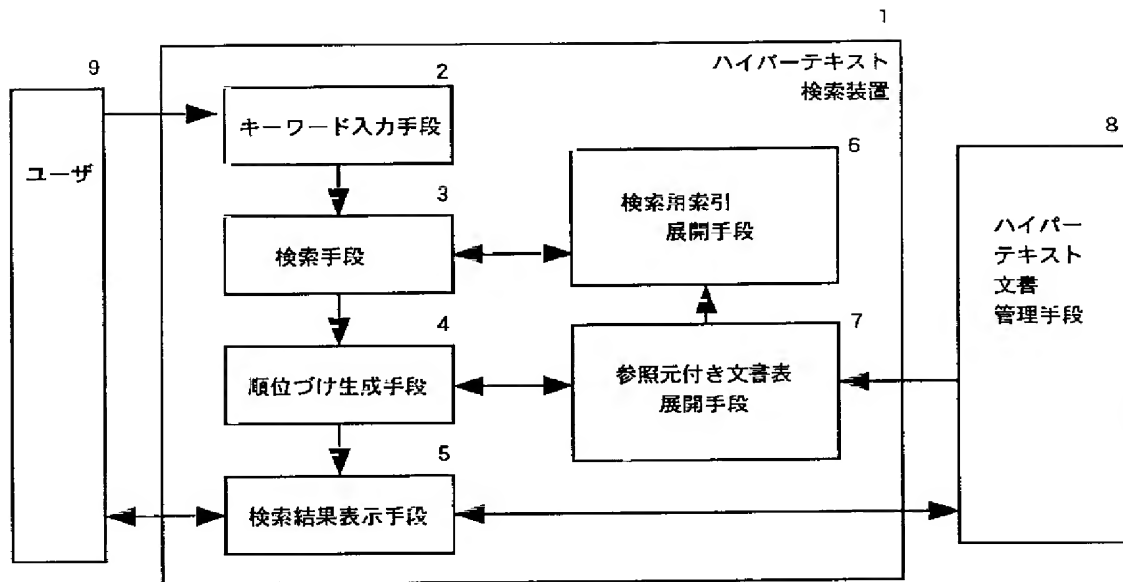 1
ハイパーテキスト
検索装置
9
ユーザ
2
キーワード入力手段
3
検索手段
4
順位づけ生成手段
5
検索結果表示手段
6
検索用索引
展開手段
7
参照元付き文書表
展開手段
8
ハイパー
テキスト
文書
管理手段